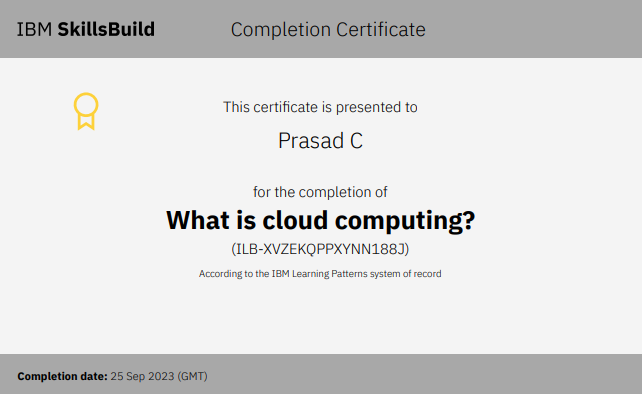 IBM SkillsBuild
Completion Certificate
This certificate is presented to
Prasad C
for the completion of
What is cloud computing?
(ILB-XVZEKQPPXYNN188J)
According to the IBM Learning Patterns system of record
Completion date: 25 Sep 2023 (GMT)